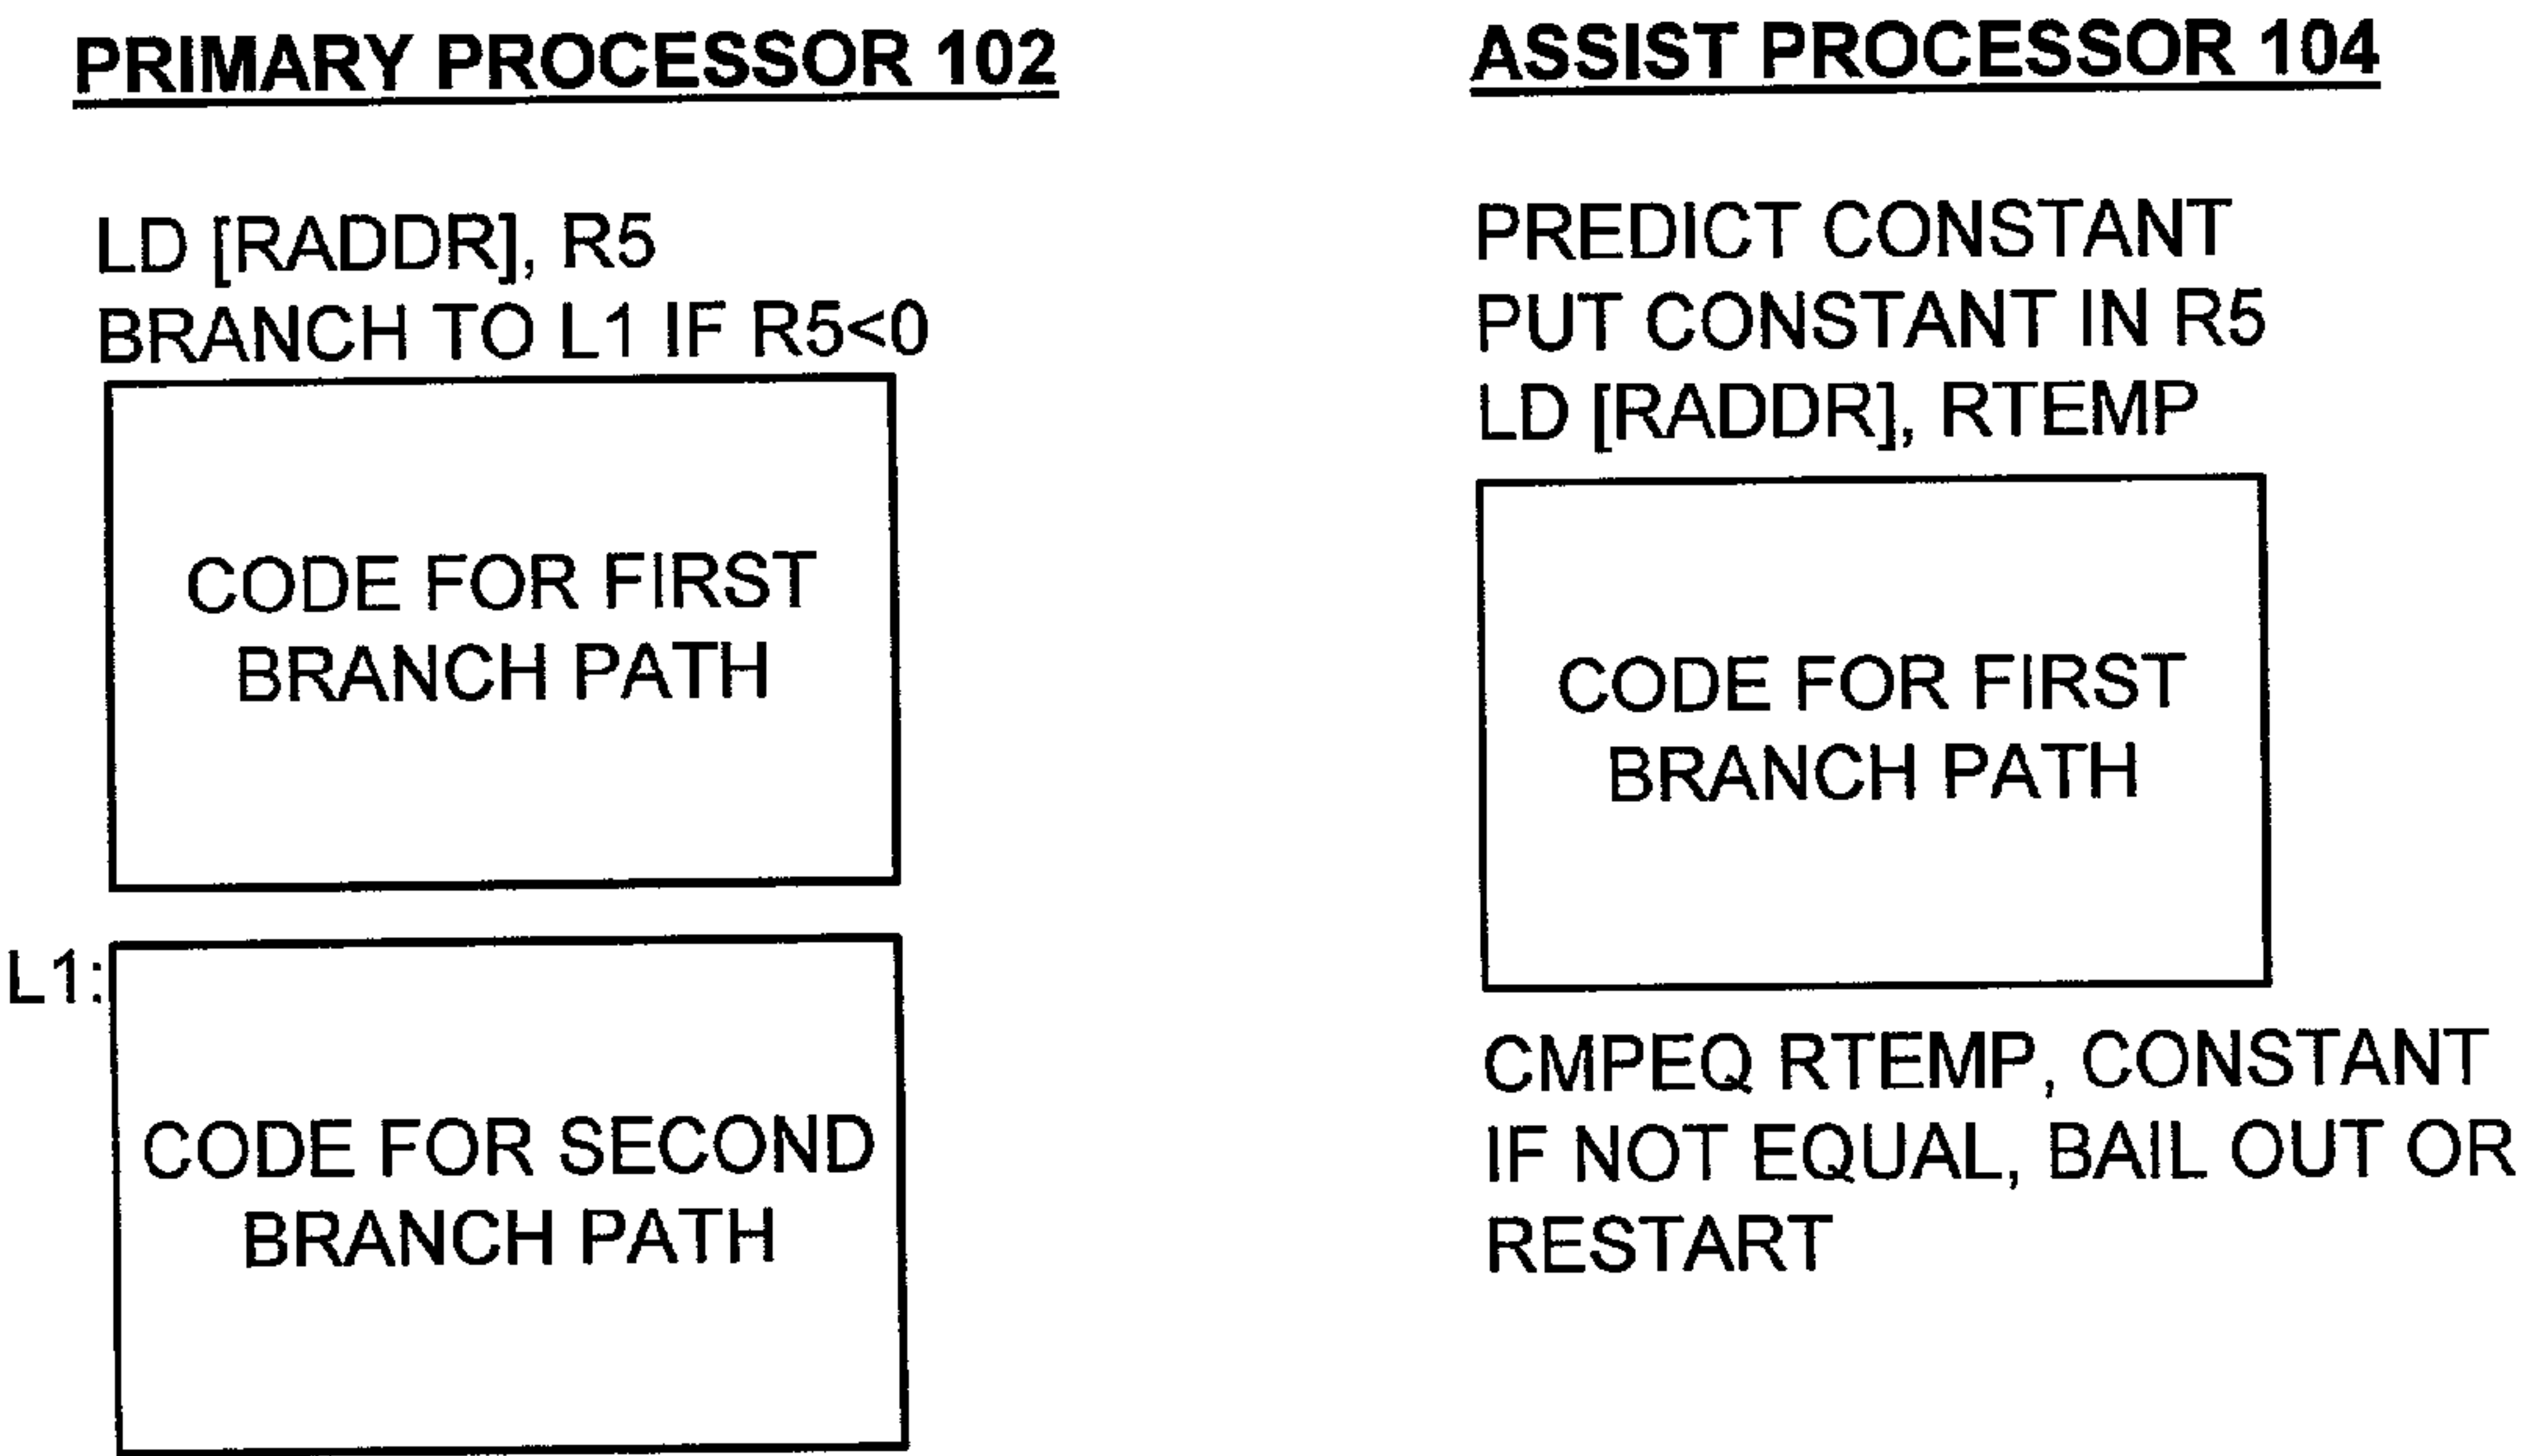 PRIMARY PROCESSOR 102
LD [RADDR], R5
BRANCH TO L1 IF R5<0
CODE FOR FIRST
BRANCH PATH
L1:
CODE FOR SECOND
BRANCH PATH
ASSIST PROCESSOR 104
PREDICT CONSTANT
PUT CONSTANT IN R5
LD [RADDR], RTEMP
CODE FOR FIRST
BRANCH PATH
CMPEQ RTEMP, CONSTANT
IF NOT EQUAL, BAIL OUT OR
RESTART